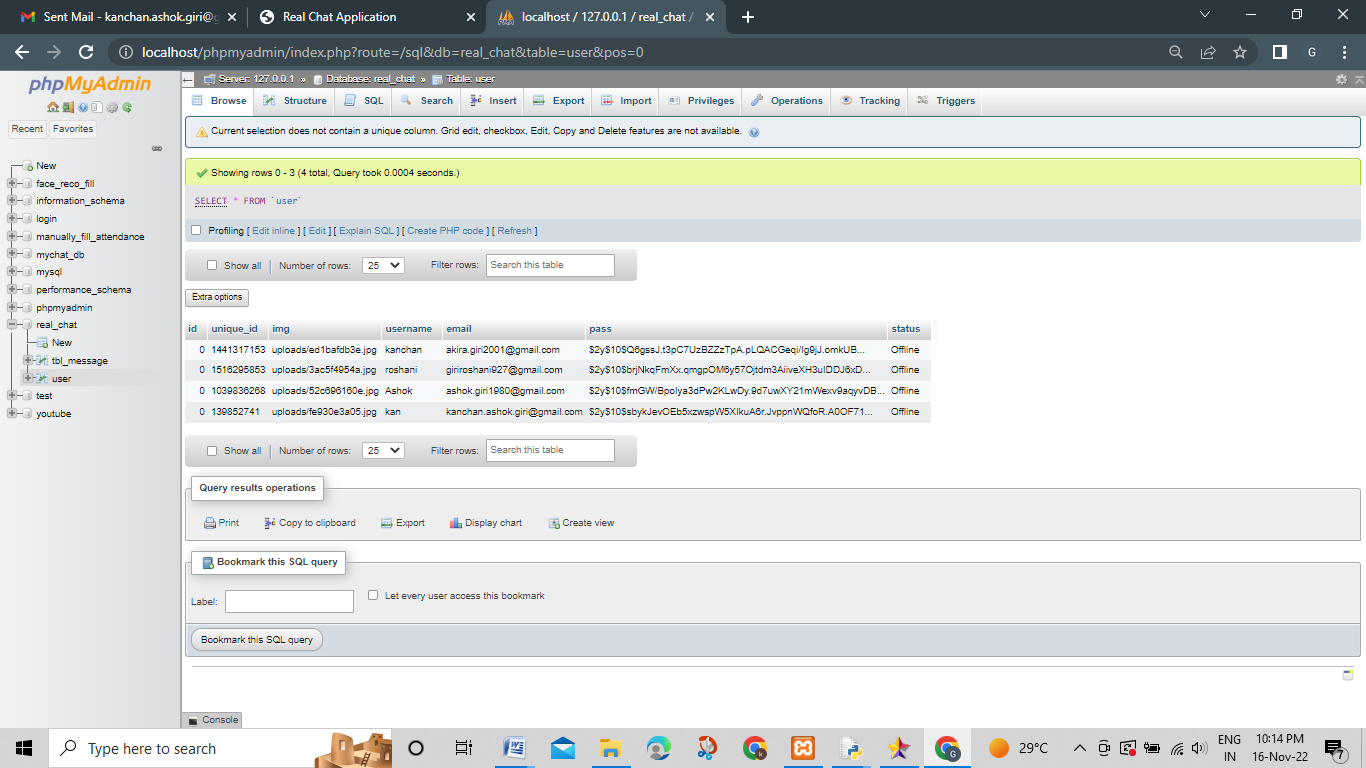 Sent Mail - kanchan.ashok.giri@g
Real Chat Application
localhost / 127.0.0.1 / real_chat /
localhost/phpmyadmin/index.php?route=/sql&db=real_chat&table=user&pos=0
G
phpMyAdmin
Recent Favorites
New
face_reco_fill
information_schema
login
manually_fill_attendance
mychat_db
mysql
performance_schema
phpmyadmin
real_chat
New
tbl_message
user
test
youtube
Server: 127.0.0.1 » Database: real_chat » Table: user
Browse Structure SQL Search Insert Export Import Privileges Operations Tracking Triggers
Current selection does not contain a unique column. Grid edit, checkbox, Edit, Copy and Delete features are not available.
Showing rows 0 - 3 (4 total, Query took 0.0004 seconds.)
SELECT * FROM `user`
Profiling [ Edit inline ] [ Edit ] [ Explain SQL ] [ Create PHP code ] [ Refresh ]
Show all Number of rows: 25 Filter rows: Search this table
Extra options
id unique_id img username email pass status
0 1441317153 uploads/ed1bafdb3e.jpg kanchan akira.giri2001@gmail.com $2y$10$Q6gssJ.t3pC7UzBZZzTpA.pLQACGeqi/Ig9jJ.omkUB... Offline
0 1516295853 uploads/3ac5f4954a.jpg roshani giriroshani927@gmail.com $2y$10$brjNkqFmXx.qmgpOM6y57Ojtdm3AiiveXH3uIDDJ6xD... Offline
0 1039836268 uploads/52c696160e.jpg Ashok ashok.giri1980@gmail.com $2y$10$fmGW/Bpolya3dPw2KLwDy.9d7uwXY21mWexv9aqyvDB... Offline
0 139852741 uploads/fe930e3a05.jpg kan kanchan.ashok.giri@gmail.com $2y$10$sbykJevOEb5xzwspW5XlkuA6r.JvppnWQfoR.A0OF71... Offline
Show all Number of rows: 25 Filter rows: Search this table
Query results operations
Print Copy to clipboard Export Display chart Create view
Bookmark this SQL query
Label: Let every user access this bookmark
Bookmark this SQL query
Console
Type here to search
29°C
ENG
IN
10:14 PM
16-Nov-22
7